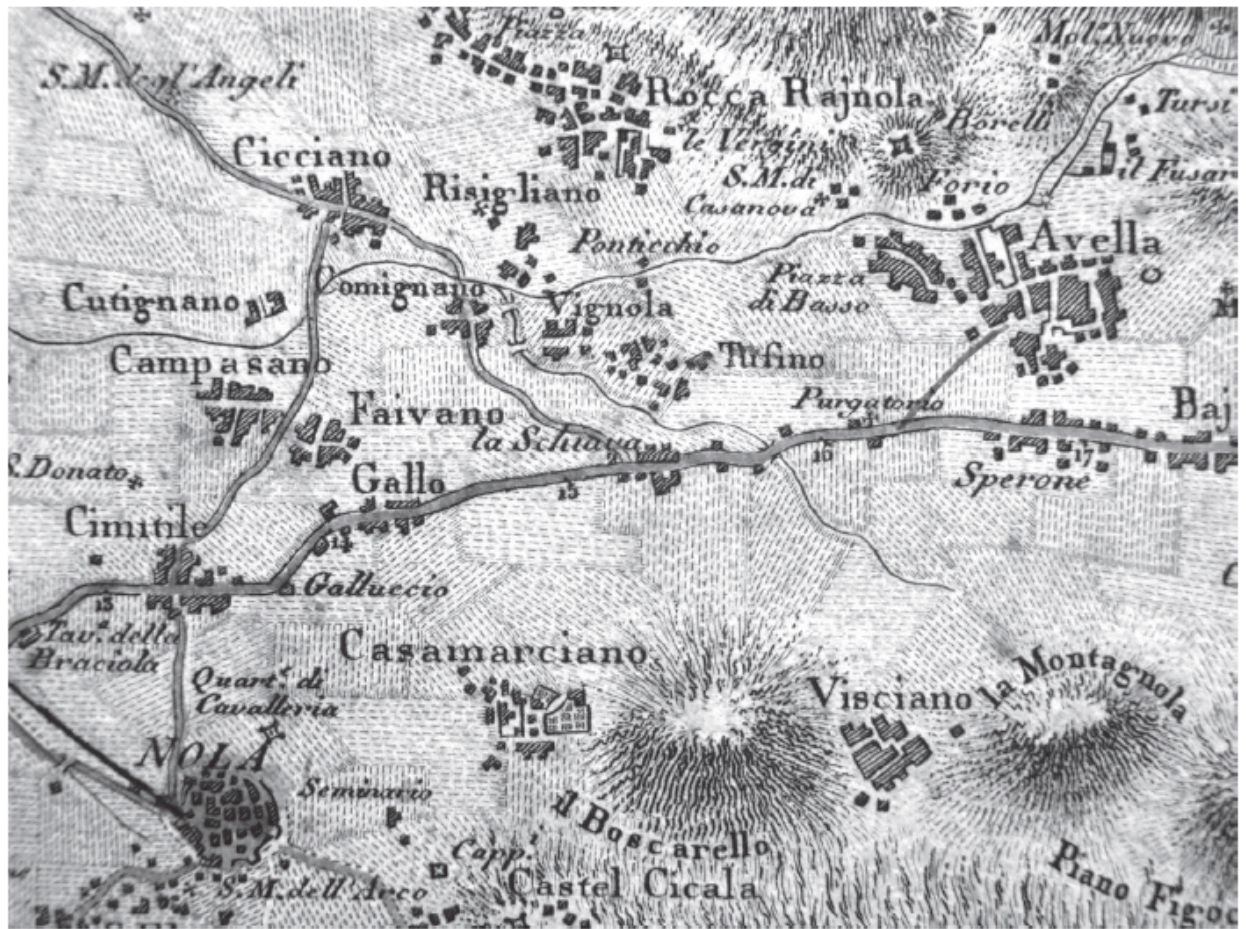 Piazza
Mol. Nuovo
S.M. degl'Angeli
Rocca Rajnola
Borelli
Tursi
le Vergini
Cicciano
Risigliano
S.M. di
Casanova
Forio
il Fusar
Ponticchio
Avella
Piazza
di Basso
Cutignano
Comignano
Vignola
Campasano
Tufino
Faivano
Purgatorio
Baj
la Schiava
16
17
S. Donato
Gallo
15
Sperone
Cimitile
14
Galluccio
13
Tav.ª della
Braciola
Casamarciano
Quart.º di
Cavalleria
Visciano
la Montagnola
NOLA
Seminario
il Boscarello
Capp.
Castel Cicala
Piano Figoc
S.M. dell'Arco